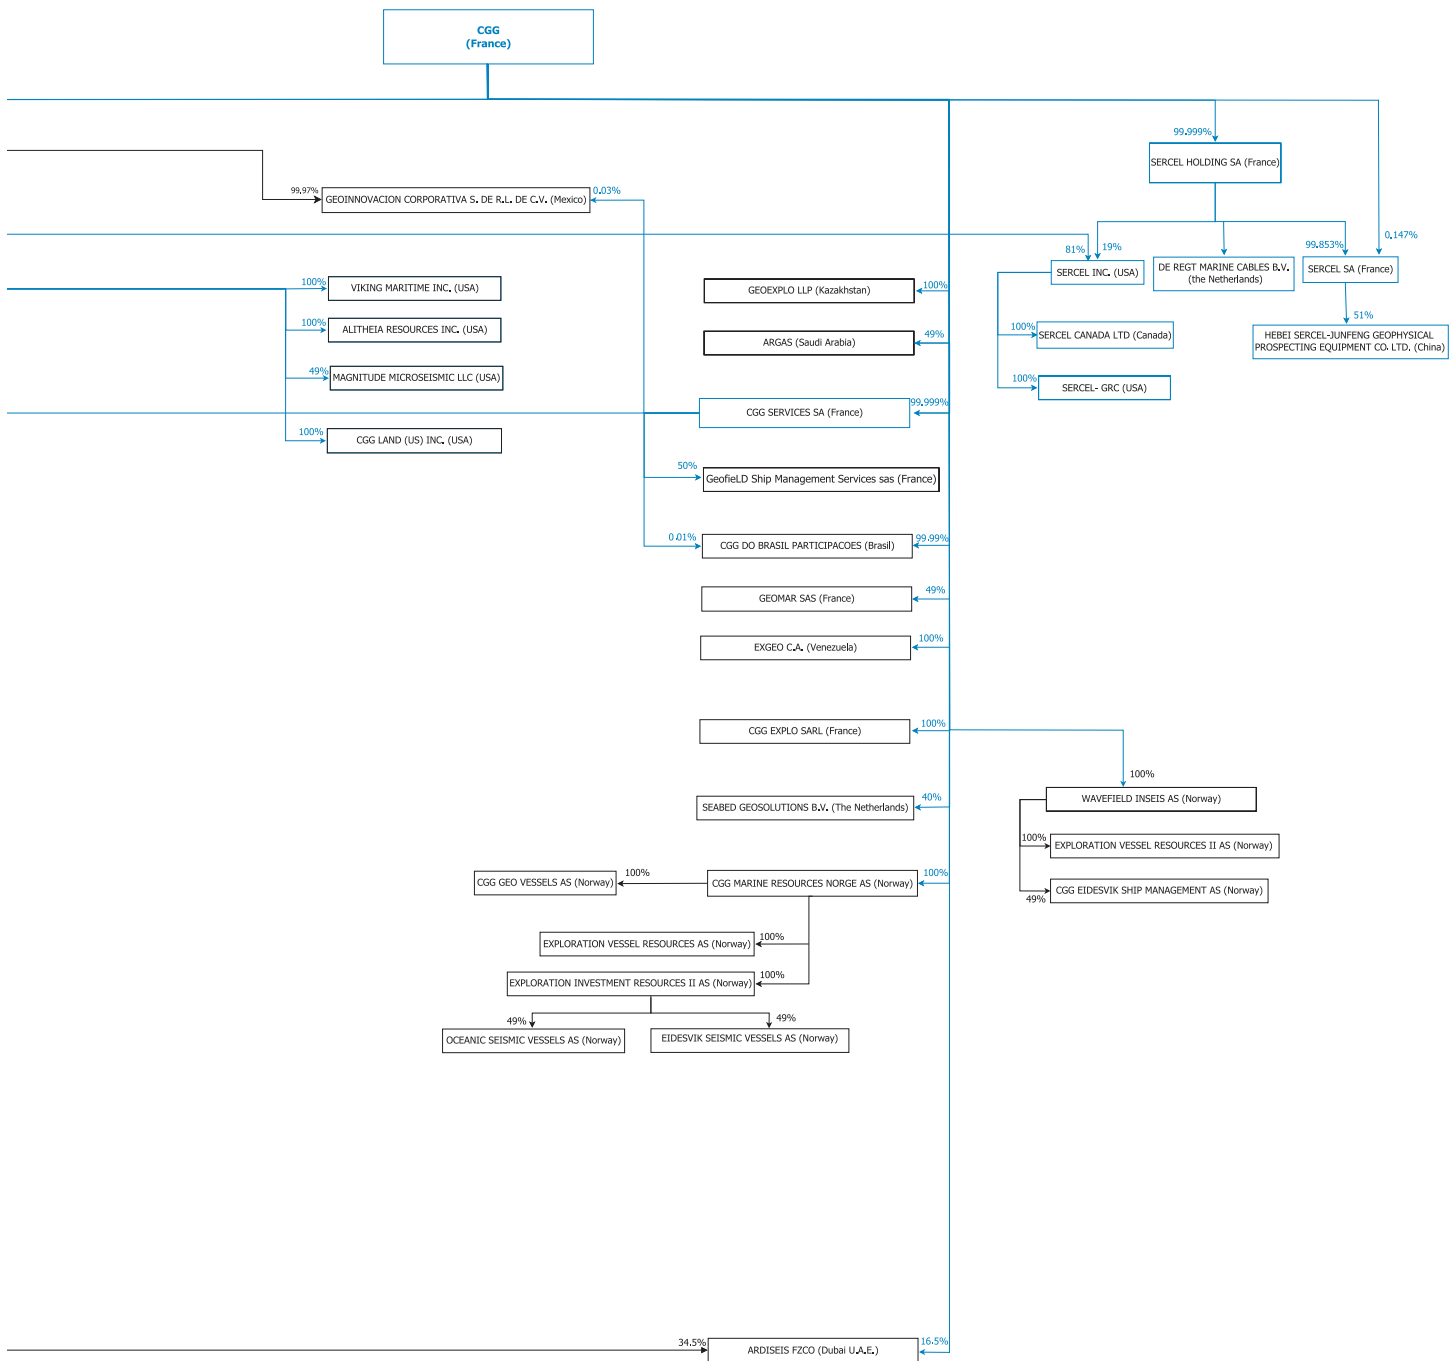 CGG
(France)
99.999%
SERCEL HOLDING SA (France)
99.97%
GEOINNOVACION CORPORATIVA S. DE R.L. DE C.V. (Mexico)
0.03%
81%
19%
99.853%
0.147%
SERCEL INC. (USA)
DE REGT MARINE CABLES B.V.
(the Netherlands)
SERCEL SA (France)
100%
VIKING MARITIME INC. (USA)
GEOEXPLO LLP (Kazakhstan)
100%
100%
ALITHEIA RESOURCES INC. (USA)
ARGAS (Saudi Arabia)
49%
100%
SERCEL CANADA LTD (Canada)
51%
HEBEI SERCEL-JUNFENG GEOPHYSICAL
PROSPECTING EQUIPMENT CO. LTD. (China)
49%
MAGNITUDE MICROSEISMIC LLC (USA)
100%
SERCEL- GRC (USA)
CGG SERVICES SA (France)
99.999%
100%
CGG LAND (US) INC. (USA)
50%
GeofieLD Ship Management Services sas (France)
0.01%
CGG DO BRASIL PARTICIPACOES (Brasil)
99.99%
GEOMAR SAS (France)
49%
EXGEO C.A. (Venezuela)
100%
CGG EXPLO SARL (France)
100%
100%
WAVEFIELD INSEIS AS (Norway)
SEABED GEOSOLUTIONS B.V. (The Netherlands)
40%
100%
EXPLORATION VESSEL RESOURCES II AS (Norway)
CGG GEO VESSELS AS (Norway)
100%
CGG MARINE RESOURCES NORGE AS (Norway)
100%
49%
CGG EIDESVIK SHIP MANAGEMENT AS (Norway)
EXPLORATION VESSEL RESOURCES AS (Norway)
100%
EXPLORATION INVESTMENT RESOURCES II AS (Norway)
100%
49%
49%
OCEANIC SEISMIC VESSELS AS (Norway)
EIDESVIK SEISMIC VESSELS AS (Norway)
34.5%
ARDISEIS FZCO (Dubai U.A.E.)
16.5%